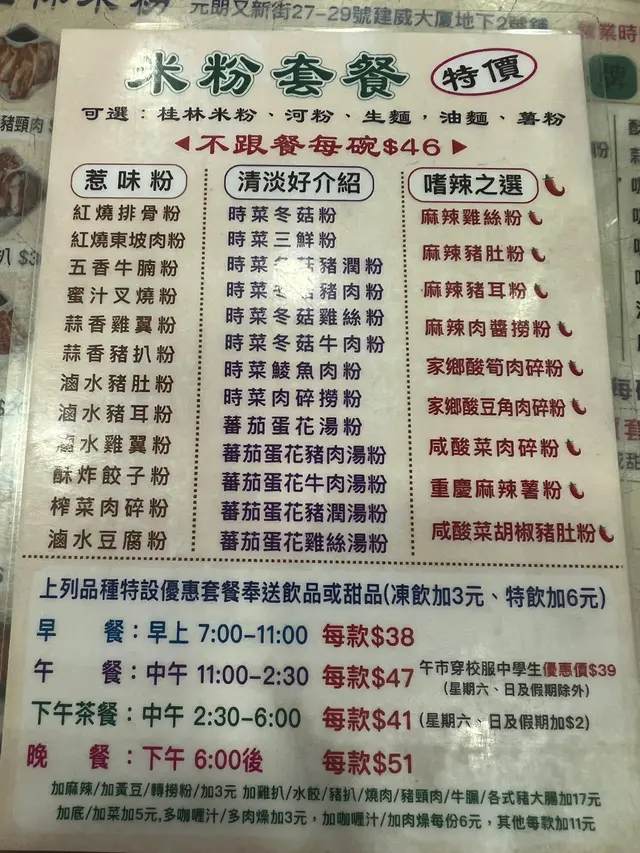 元朗又新街27-29號建威大廈地下2號舖
營業時
米粉套餐 特價
可選：桂林米粉、河粉、生麵，油麵、薯粉
◀不跟餐每碗$46▶
惹味粉
紅燒排骨粉
紅燒東坡肉粉
五香牛腩粉
蜜汁叉燒粉
蒜香雞翼粉
蒜香豬扒粉
滷水豬肚粉
滷水豬耳粉
滷水雞翼粉
酥炸餃子粉
榨菜肉碎粉
滷水豆腐粉
清淡好介紹
時菜冬菇粉
時菜三鮮粉
時菜冬菇豬潤粉
時菜冬菇豬肉粉
時菜冬菇雞絲粉
時菜冬菇牛肉粉
時菜鯪魚肉粉
時菜肉碎撈粉
蕃茄蛋花湯粉
蕃茄蛋花豬肉湯粉
蕃茄蛋花牛肉湯粉
蕃茄蛋花豬潤湯粉
蕃茄蛋花雞絲湯粉
嗜辣之選
麻辣雞絲粉
麻辣豬肚粉
麻辣豬耳粉
麻辣肉醬撈粉
家鄉酸筍肉碎粉
家鄉酸豆角肉碎粉
咸酸菜肉碎粉
重慶麻辣薯粉
咸酸菜胡椒豬肚粉
上列品種特設優惠套餐奉送飲品或甜品(凍飲加3元、特飲加6元)
早 餐：早上 7:00-11:00 每款$38
午 餐：中午 11:00-2:30 每款$47 午市穿校服中學生優惠價$39
(星期六、日及假期除外)
下午茶餐：中午 2:30-6:00 每款$41 (星期六、日及假期加$2)
晚 餐：下午 6:00後 每款$51
加麻辣/加黃豆/轉撈粉/加3元 加雞扒/水餃/豬扒/燒肉/豬頸肉/牛腩/各式豬大腸加17元
加底/加菜加5元,多咖喱汁/多肉燥加3元，加咖喱汁/加肉燥每份6元，其他每款加11元
豬頸肉